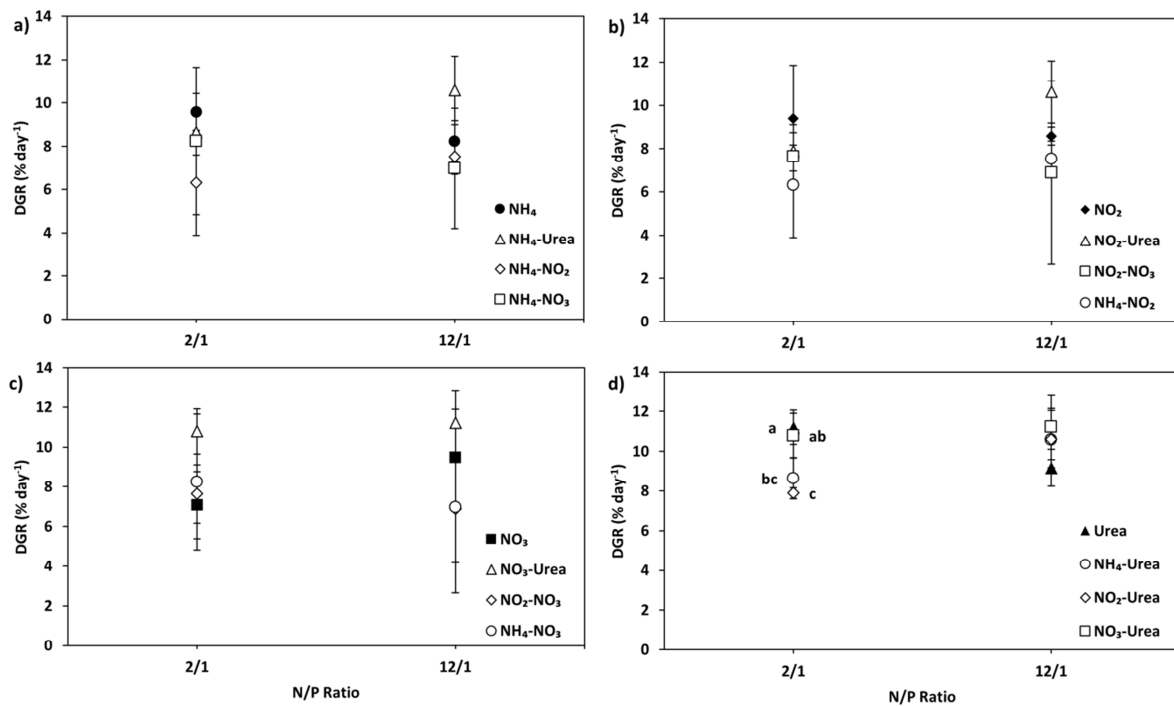 a)
14
12
10
8
6
4
2
0
DGR (% day⁻¹)
2/1
12/1
● NH₄
△ NH₄-Urea
◇ NH₄-NO₂
□ NH₄-NO₃
b)
14
12
10
8
6
4
2
0
DGR (% day⁻¹)
2/1
12/1
◆ NO₂
△ NO₂-Urea
□ NO₂-NO₃
○ NH₄-NO₂
c)
14
12
10
8
6
4
2
0
DGR (% day⁻¹)
2/1
12/1
N/P Ratio
■ NO₃
△ NO₃-Urea
◇ NO₂-NO₃
○ NH₄-NO₃
d)
14
12
10
8
6
4
2
0
DGR (% day⁻¹)
a
ab
bc
c
2/1
12/1
N/P Ratio
▲ Urea
○ NH₄-Urea
◇ NO₂-Urea
□ NO₃-Urea